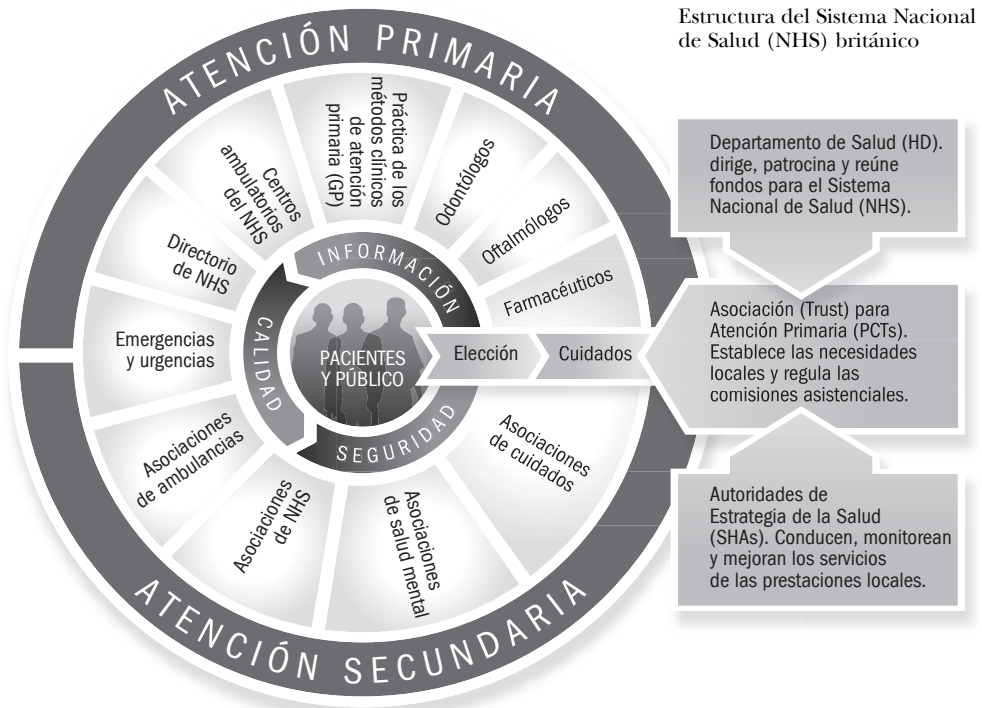 Estructura del Sistema Nacional
de Salud (NHS) británico
ATENCIÓN PRIMARIA
Directorio
de NHS
Centros
ambulatorios
del NHS
Práctica de los
métodos clínicos
de atención
primaria (GP)
Odontólogos
Oftalmólogos
Farmacéuticos
INFORMACIÓN
CALIDAD
SEGURIDAD
PACIENTES
Y PÚBLICO
Elección
Cuidados
Emergencias
y urgencias
Asociaciones
de ambulancias
Asociaciones
de NHS
Asociaciones
de salud mental
Asociaciones
de cuidados
ATENCIÓN SECUNDARIA
Departamento de Salud (HD).
dirige, patrocina y reúne
fondos para el Sistema
Nacional de Salud (NHS).
Asociación (Trust) para
Atención Primaria (PCTs).
Establece las necesidades
locales y regula las
comisiones asistenciales.
Autoridades de
Estrategia de la Salud
(SHAs). Conducen, monitorean
y mejoran los servicios
de las prestaciones locales.